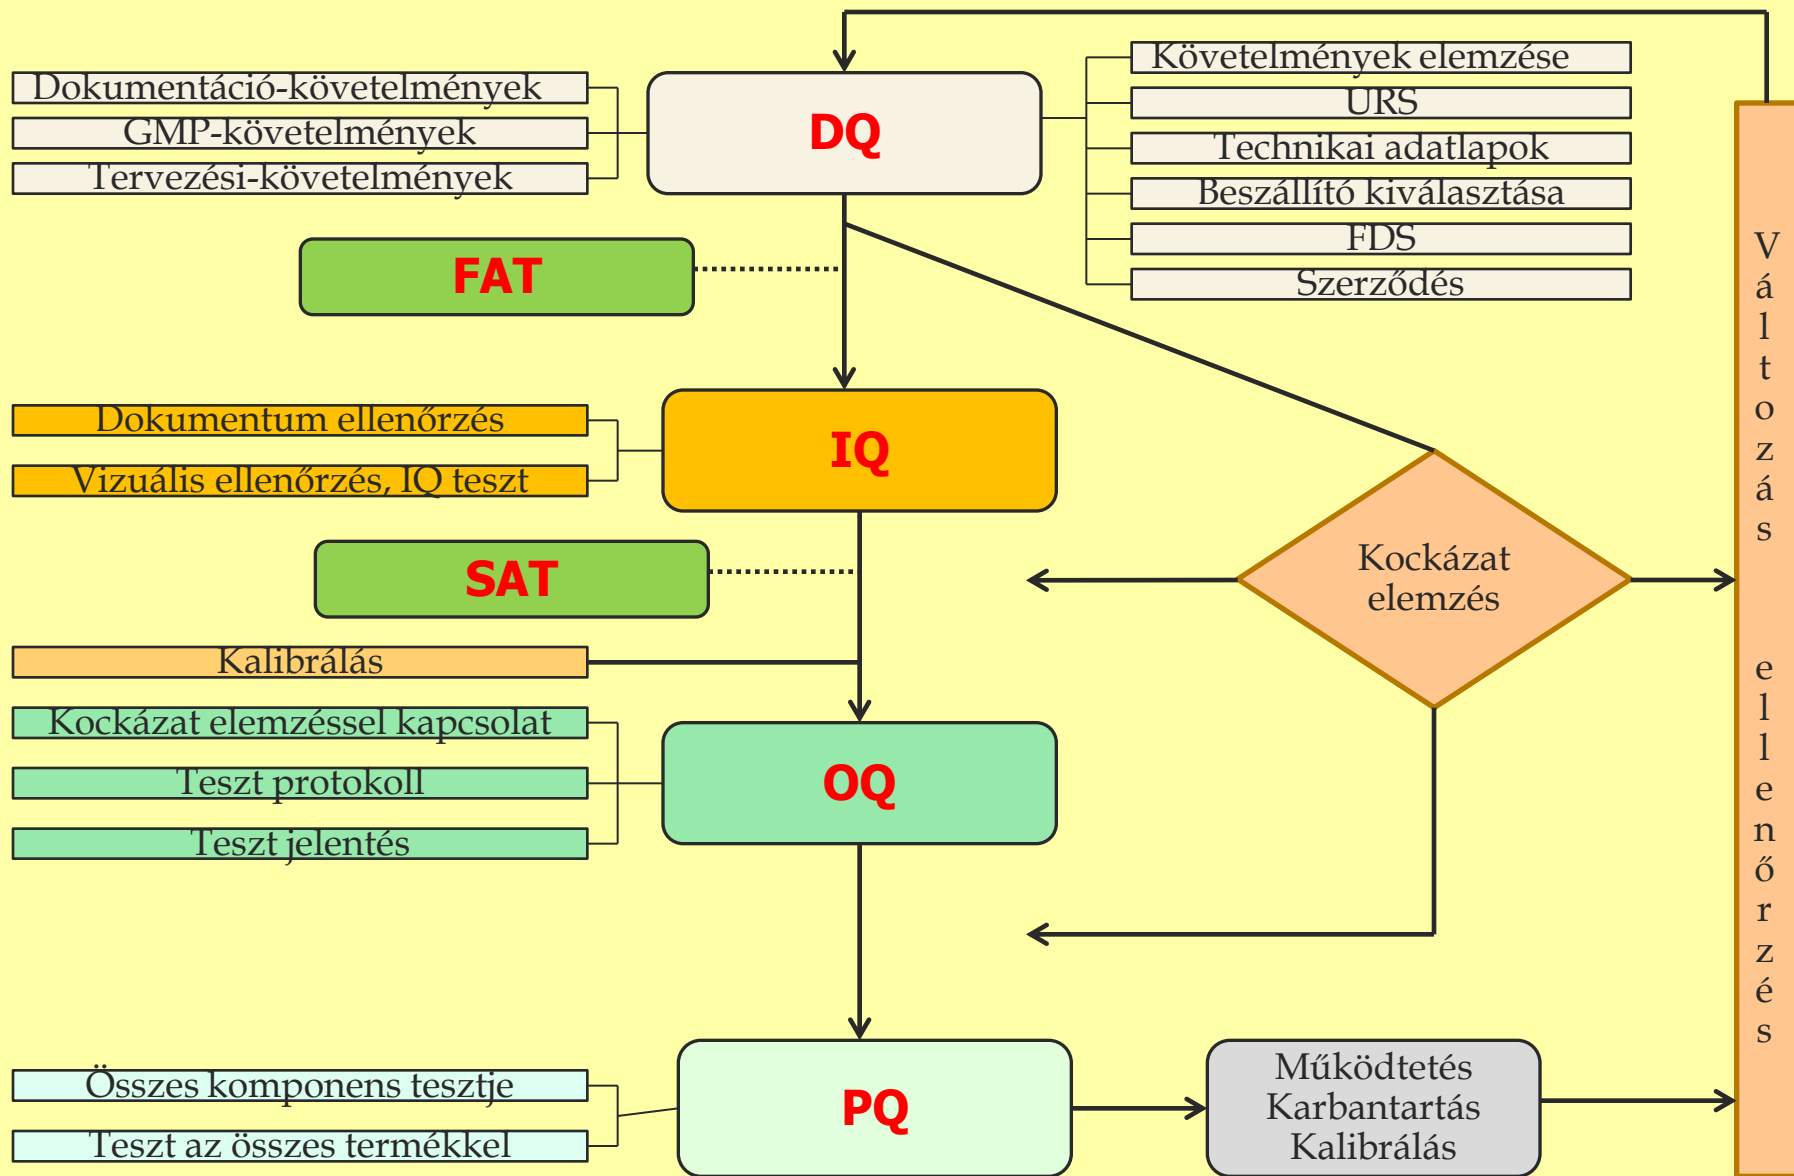 Dokumentáció-követelmények
GMP-követelmények
Tervezési-követelmények
DQ
Követelmények elemzése
URS
Technikai adatlapok
Beszállító kiválasztása
FDS
Szerződés
FAT
Dokumentum ellenőrzés
Vizuális ellenőrzés, IQ teszt
IQ
SAT
Kockázat
elemzés
Kalibrálás
Kockázat elemzéssel kapcsolat
Teszt protokoll
Teszt jelentés
OQ
Összes komponens tesztje
Teszt az összes termékkel
PQ
Működtetés
Karbantartás
Kalibrálás
Változás ellenőrzés